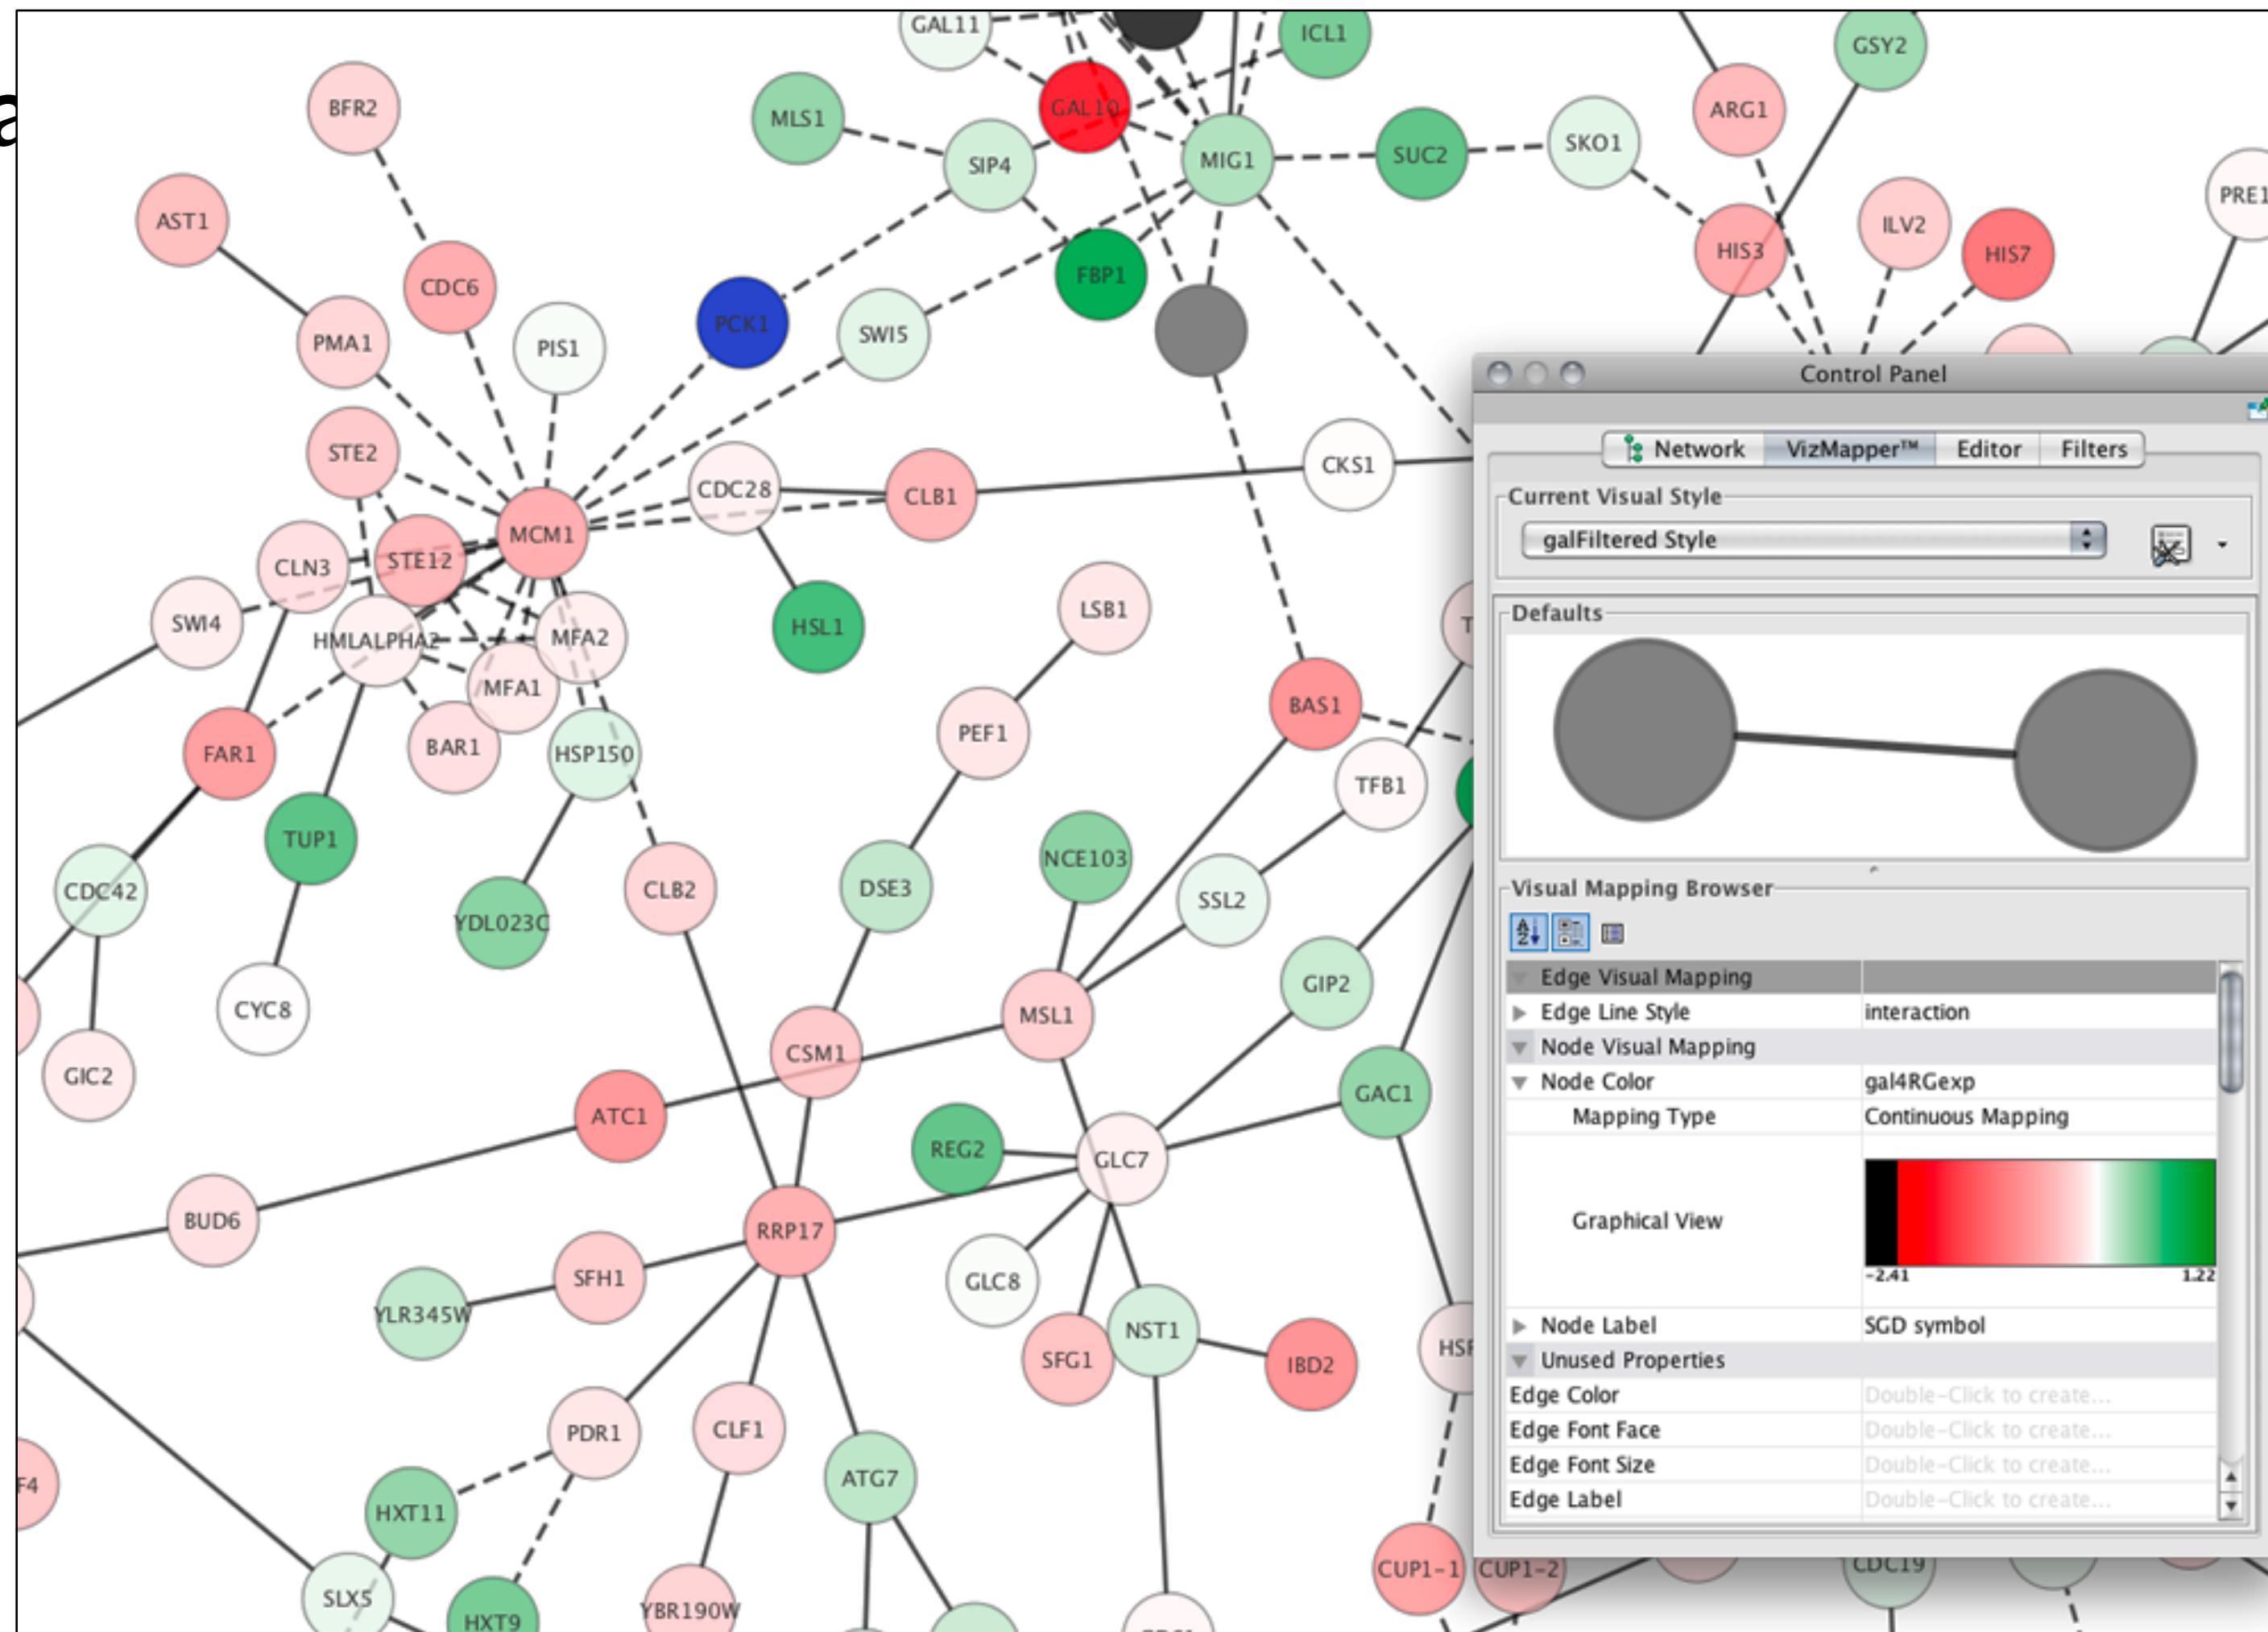 a
GAL11
ICL1
GSY2
BFR2
GAL10
ARG1
MLS1
SIP4
MIG1
SUC2
SKO1
PRE1
AST1
ILV2
HIS3
HIS7
CDC6
FBP1
PCK1
SWI5
PMA1
PIS1
STE2
CDC28
CLB1
CKS1
MCM1
CLN3
STE12
SWI4
HMLALPHA2
MFA2
HSL1
LSB1
MFA1
BAS1
FAR1
BAR1
HSP150
PEF1
TFB1
TUP1
NCE103
CDC42
CLB2
DSE3
SSL2
YDL023C
GIP2
CYC8
MSL1
CSM1
GIC2
GAC1
ATC1
REG2
GLC7
BUD6
RRP17
SFH1
GLC8
YLR345W
NST1
SFG1
IBD2
HSF
PDR1
CLF1
F4
ATG7
HXT11
SLX5
HXT9
YBR190W
CUP1-1
CUP1-2
CDC19
Control Panel
Network VizMapper™ Editor Filters
Current Visual Style
galFiltered Style
Defaults
Visual Mapping Browser
Edge Visual Mapping
Edge Line Style interaction
Node Visual Mapping
Node Color gal4RGexp
Mapping Type Continuous Mapping
Graphical View
-2.41 1.22
Node Label SGD symbol
Unused Properties
Edge Color Double-Click to create...
Edge Font Face Double-Click to create...
Edge Font Size Double-Click to create...
Edge Label Double-Click to create...